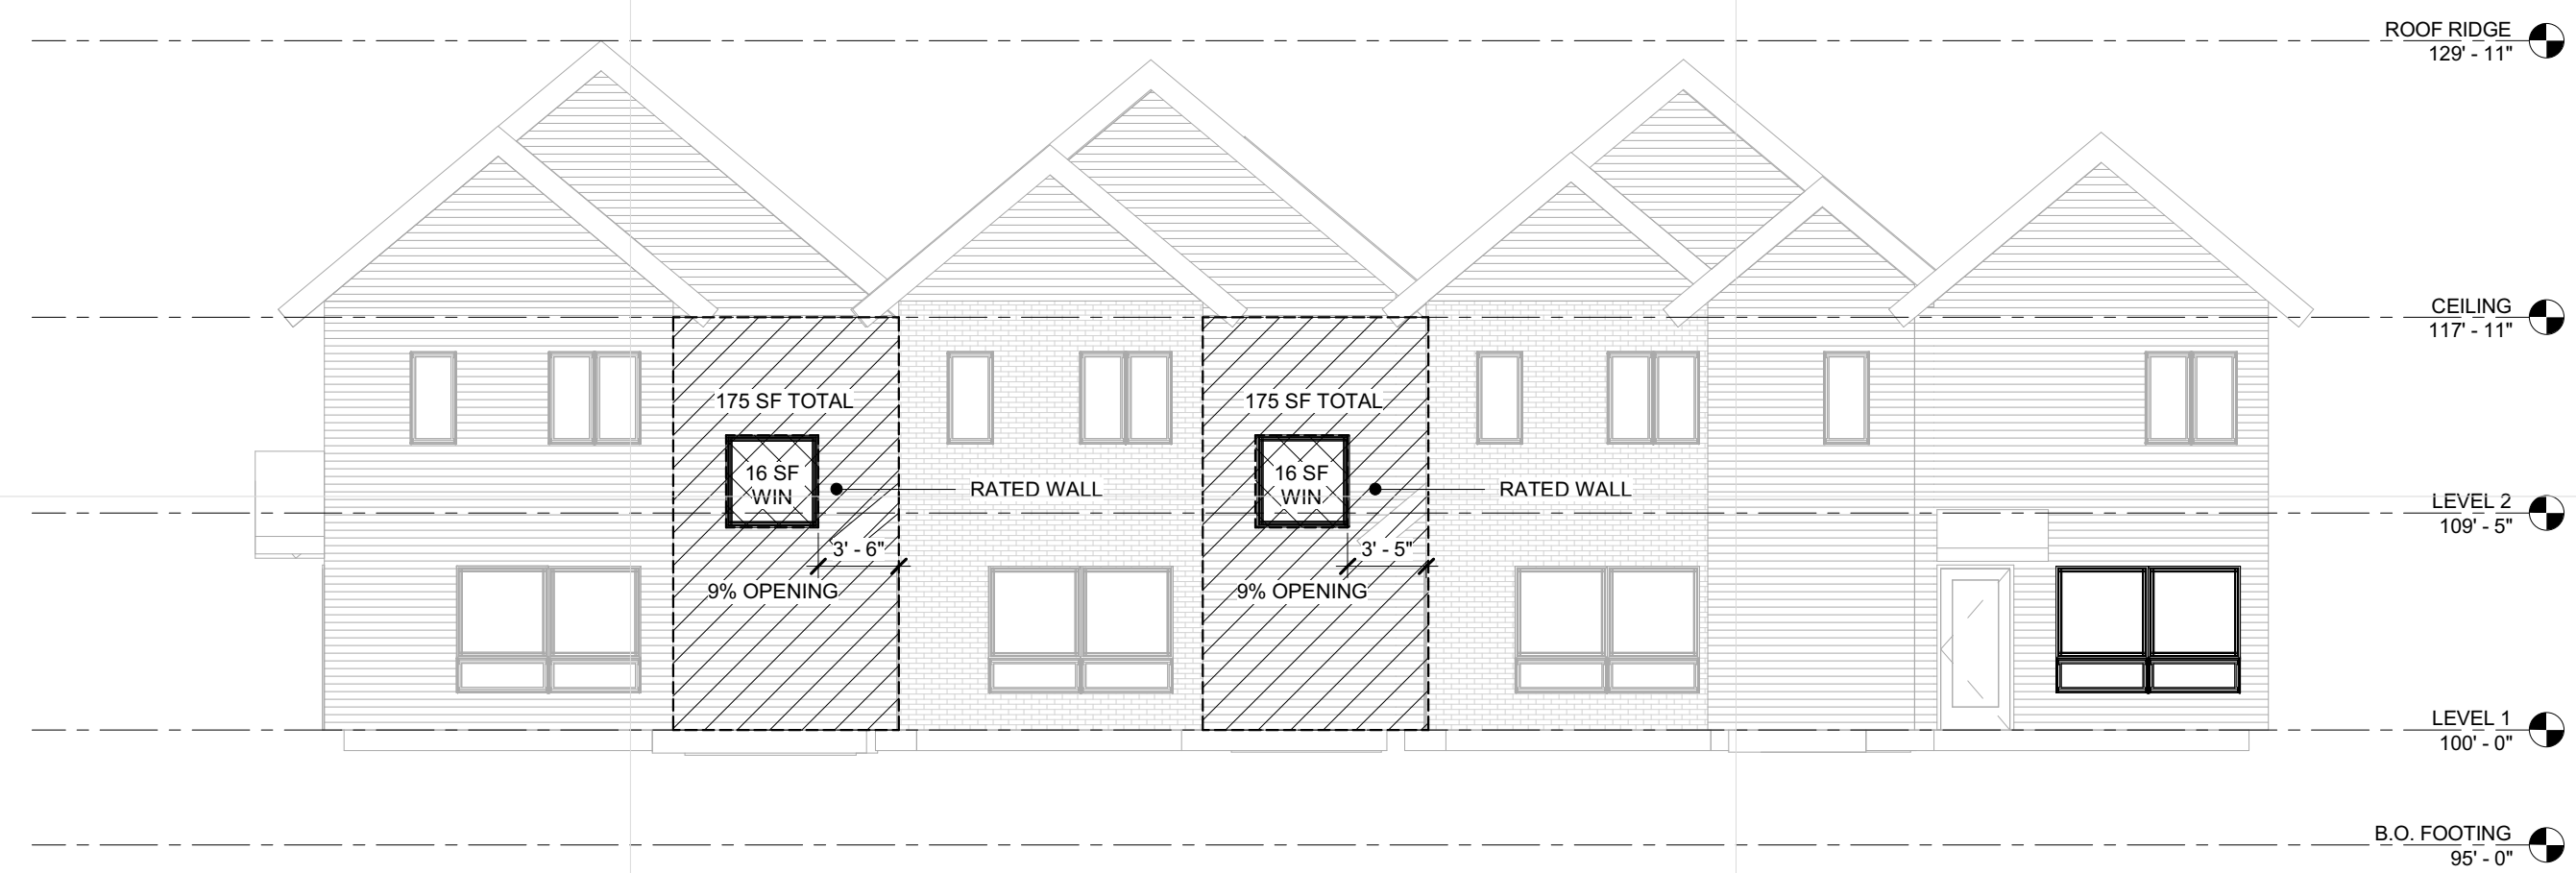 ROOF RIDGE
129' - 11"
CEILING
117' - 11"
175 SF TOTAL
175 SF TOTAL
16 SF
WIN
RATED WALL
16 SF
WIN
RATED WALL
LEVEL 2
109' - 5"
3' - 6"
3' - 5"
9% OPENING
9% OPENING
LEVEL 1
100' - 0"
B.O. FOOTING
95' - 0"